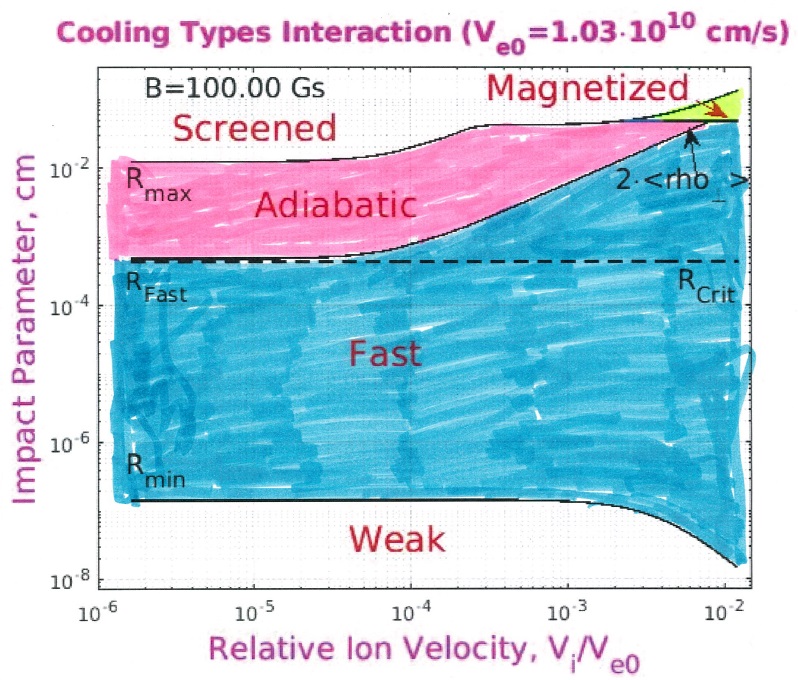 Cooling Types Interaction (V_e0=1.03·10^10 cm/s)
B=100.00 Gs
Magnetized
Screened
10^-2
R_max
2·<rho_⊥>
Adiabatic
R_Fast
R_Crit
10^-4
Fast
10^-6
R_min
Weak
10^-8
10^-6 10^-5 10^-4 10^-3 10^-2
Impact Parameter, cm
Relative Ion Velocity, V_i/V_e0